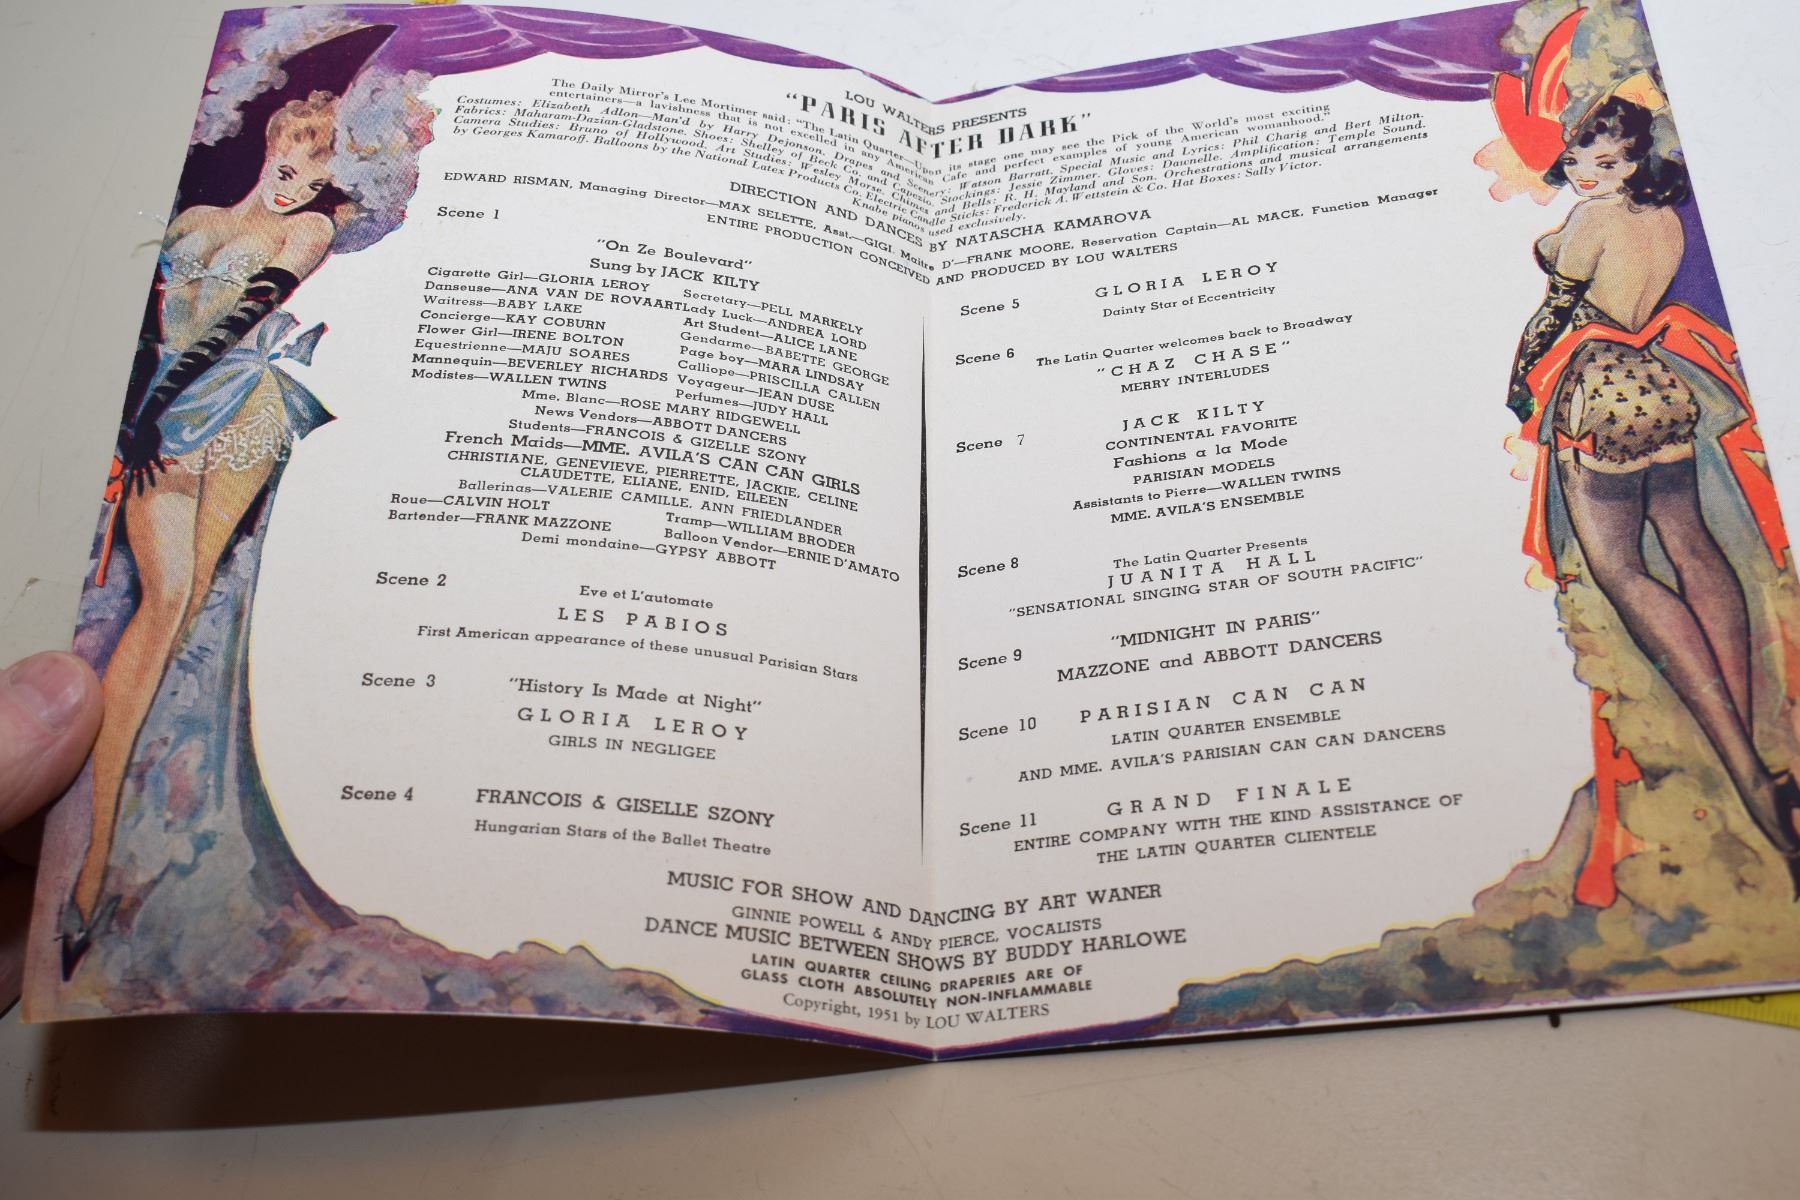 LOU WALTERS PRESENTS
"PARIS AFTER DARK"
The Daily Mirror's Lee Mortimer said: "The Latin Quarter—Upon its stage one may see the Pick of the World's most exciting
entertainers—a lavishness that is not excelled in any American Cafe and perfect examples of young American womanhood."
Costumes: Elizabeth Adlon—Man'd by Harry Dejonson. Drapes and Scenery: Watson Barratt. Special Music and Lyrics: Phil Charig and Bert Milton.
Fabrics: Maharam-Dazian-Gladstone. Shoes: Shelley of Beck Co. and Capezio. Stockings: Jessie Zimmer. Gloves: Dawnelle. Amplification: Temple Sound.
Camera Studies: Bruno of Hollywood. Art Studies: Wesley Morse. Chimes and Bells: R. H. Mayland and Son. Orchestrations and musical arrangements
by Georges Kamaroff. Balloons by the National Latex Products Co. Electric Candle Sticks: Frederick A. Wettstein & Co. Hat Boxes: Sally Victor.
Knabe pianos used exclusively.
DIRECTION AND DANCES BY NATASCHA KAMAROVA
EDWARD RISMAN, Managing Director—MAX SELETTE, Asst.—GIGI, Maitre D'—FRANK MOORE, Reservation Captain—AL MACK, Function Manager
ENTIRE PRODUCTION CONCEIVED AND PRODUCED BY LOU WALTERS
Scene 1
"On Ze Boulevard"
Sung by JACK KILTY
Cigarette Girl—GLORIA LEROY Secretary—PELL MARKELY
Danseuse—ANA VAN DE ROVAART Lady Luck—ANDREA LORD
Waitress—BABY LAKE Art Student—ALICE LANE
Concierge—KAY COBURN Gendarme—BABETTE GEORGE
Flower Girl—IRENE BOLTON Page boy—MARA LINDSAY
Equestrienne—MAJU SOARES Calliope—PRISCILLA CALLEN
Mannequin—BEVERLEY RICHARDS Voyageur—JEAN DUSE
Modistes—WALLEN TWINS Perfumes—JUDY HALL
Mme. Blanc—ROSE MARY RIDGEWELL
News Vendors—ABBOTT DANCERS
Students—FRANCOIS & GIZELLE SZONY
French Maids—MME. AVILA'S CAN CAN GIRLS
CHRISTIANE, GENEVIEVE, PIERRETTE, JACKIE, CELINE
CLAUDETTE, ELIANE, ENID, EILEEN
Ballerinas—VALERIE CAMILLE, ANN FRIEDLANDER
Roue—CALVIN HOLT Tramp—WILLIAM BRODER
Bartender—FRANK MAZZONE Balloon Vendor—ERNIE D'AMATO
Demi mondaine—GYPSY ABBOTT
Scene 2
Eve et L'automate
LES PABIOS
First American appearance of these unusual Parisian Stars
Scene 3
"History Is Made at Night"
GLORIA LEROY
GIRLS IN NEGLIGEE
Scene 4
FRANCOIS & GISELLE SZONY
Hungarian Stars of the Ballet Theatre
Scene 5
GLORIA LEROY
Dainty Star of Eccentricity
Scene 6
The Latin Quarter welcomes back to Broadway
"CHAZ CHASE"
MERRY INTERLUDES
Scene 7
JACK KILTY
CONTINENTAL FAVORITE
Fashions a la Mode
PARISIAN MODELS
Assistants to Pierre—WALLEN TWINS
MME. AVILA'S ENSEMBLE
Scene 8
The Latin Quarter Presents
JUANITA HALL
"SENSATIONAL SINGING STAR OF SOUTH PACIFIC"
Scene 9
"MIDNIGHT IN PARIS"
MAZZONE and ABBOTT DANCERS
Scene 10
PARISIAN CAN CAN
LATIN QUARTER ENSEMBLE
AND MME. AVILA'S PARISIAN CAN CAN DANCERS
Scene 11
GRAND FINALE
ENTIRE COMPANY WITH THE KIND ASSISTANCE OF
THE LATIN QUARTER CLIENTELE
MUSIC FOR SHOW AND DANCING BY ART WANER
GINNIE POWELL & ANDY PIERCE, VOCALISTS
DANCE MUSIC BETWEEN SHOWS BY BUDDY HARLOWE
LATIN QUARTER CEILING DRAPERIES ARE OF
GLASS CLOTH ABSOLUTELY NON-INFLAMMABLE
Copyright, 1951 by LOU WALTERS